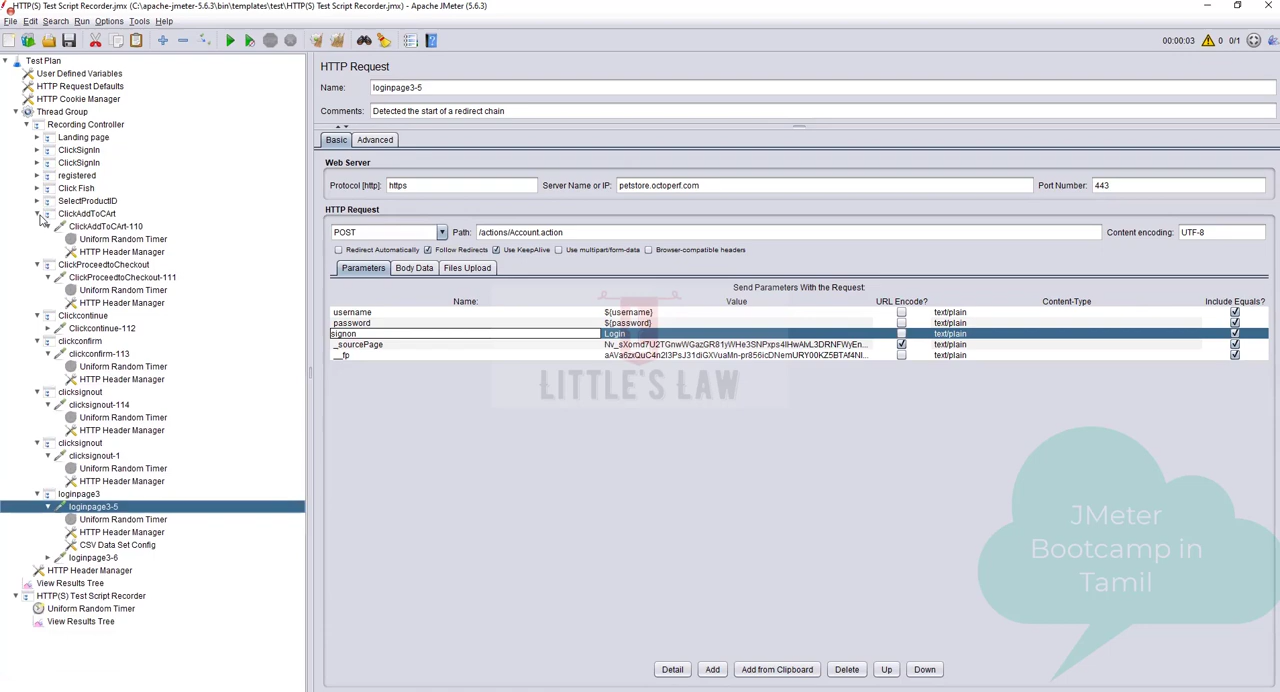 HTTP(S) Test Script Recorder.jmx (C:\apache-jmeter-5.6.3\bin\templates\test\HTTP(S) Test Script Recorder.jmx) - Apache JMeter (5.6.3)
File Edit Search Run Options Tools Help
00:00:03 0 0/1
Test Plan
User Defined Variables
HTTP Request Defaults
HTTP Cookie Manager
Thread Group
Recording Controller
Landing page
ClickSignIn
ClickSignIn
registered
Click Fish
SelectProductID
ClickAddToCArt
ClickAddToCArt-110
Uniform Random Timer
HTTP Header Manager
ClickProceedtoCheckout
ClickProceedtoCheckout-111
Uniform Random Timer
HTTP Header Manager
Clickcontinue
Clickcontinue-112
clickconfirm
clickconfirm-113
Uniform Random Timer
HTTP Header Manager
clicksignout
clicksignout-114
Uniform Random Timer
HTTP Header Manager
clicksignout
clicksignout-1
Uniform Random Timer
HTTP Header Manager
loginpage3
loginpage3-5
Uniform Random Timer
HTTP Header Manager
CSV Data Set Config
loginpage3-6
HTTP Header Manager
View Results Tree
HTTP(S) Test Script Recorder
Uniform Random Timer
View Results Tree
HTTP Request
Name: loginpage3-5
Comments: Detected the start of a redirect chain
Basic Advanced
Web Server
Protocol [http]: https Server Name or IP: petstore.octoperf.com Port Number: 443
HTTP Request
POST Path: /actions/Account.action Content encoding: UTF-8
Redirect Automatically Follow Redirects Use KeepAlive Use multipart/form-data Browser-compatible headers
Parameters Body Data Files Upload
Send Parameters With the Request:
Name: Value URL Encode? Content-Type Include Equals?
username ${username} text/plain
password ${password} text/plain
signon Login text/plain
_sourcePage text/plain
__fp text/plain
LITTLE'S LAW
JMeter
Bootcamp in
Tamil
Detail Add Add from Clipboard Delete Up Down